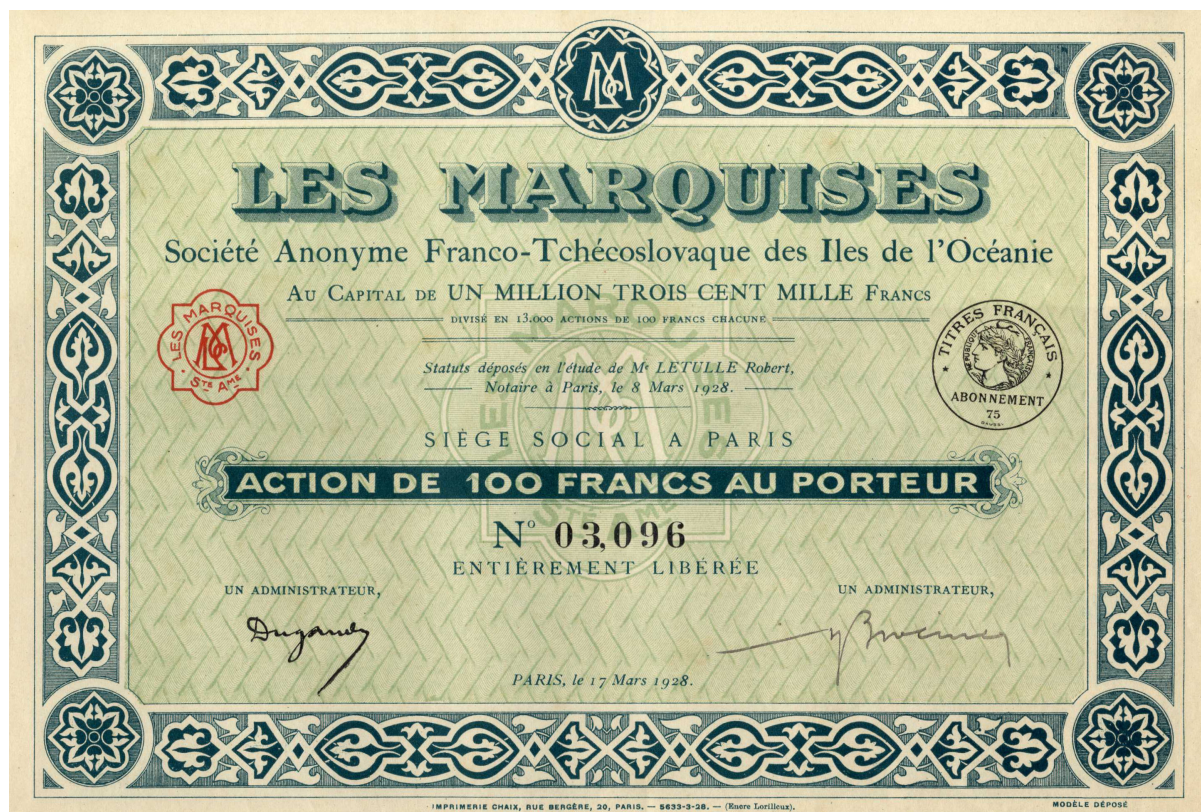 LES MARQUISES
Société Anonyme Franco-Tchécoslovaque des Iles de l'Océanie
AU CAPITAL DE UN MILLION TROIS CENT MILLE FRANCS
DIVISÉ EN 13.000 ACTIONS DE 100 FRANCS CHACUNE
LES MARQUISES
STÉ AME
TITRES FRANÇAIS
RÉPUBLIQUE FRANÇAISE
ABONNEMENT
75
Statuts déposés en l'étude de Me LETULLE Robert,
Notaire à Paris, le 8 Mars 1928.
SIÈGE SOCIAL A PARIS
ACTION DE 100 FRANCS AU PORTEUR
No 03,096
ENTIÈREMENT LIBÉRÉE
UN ADMINISTRATEUR,
UN ADMINISTRATEUR,
PARIS, le 17 Mars 1928.
IMPRIMERIE CHAIX, RUE BERGÈRE, 20, PARIS. — 5633-3-28. — (Encre Lorilleux).
MODÈLE DÉPOSÉ